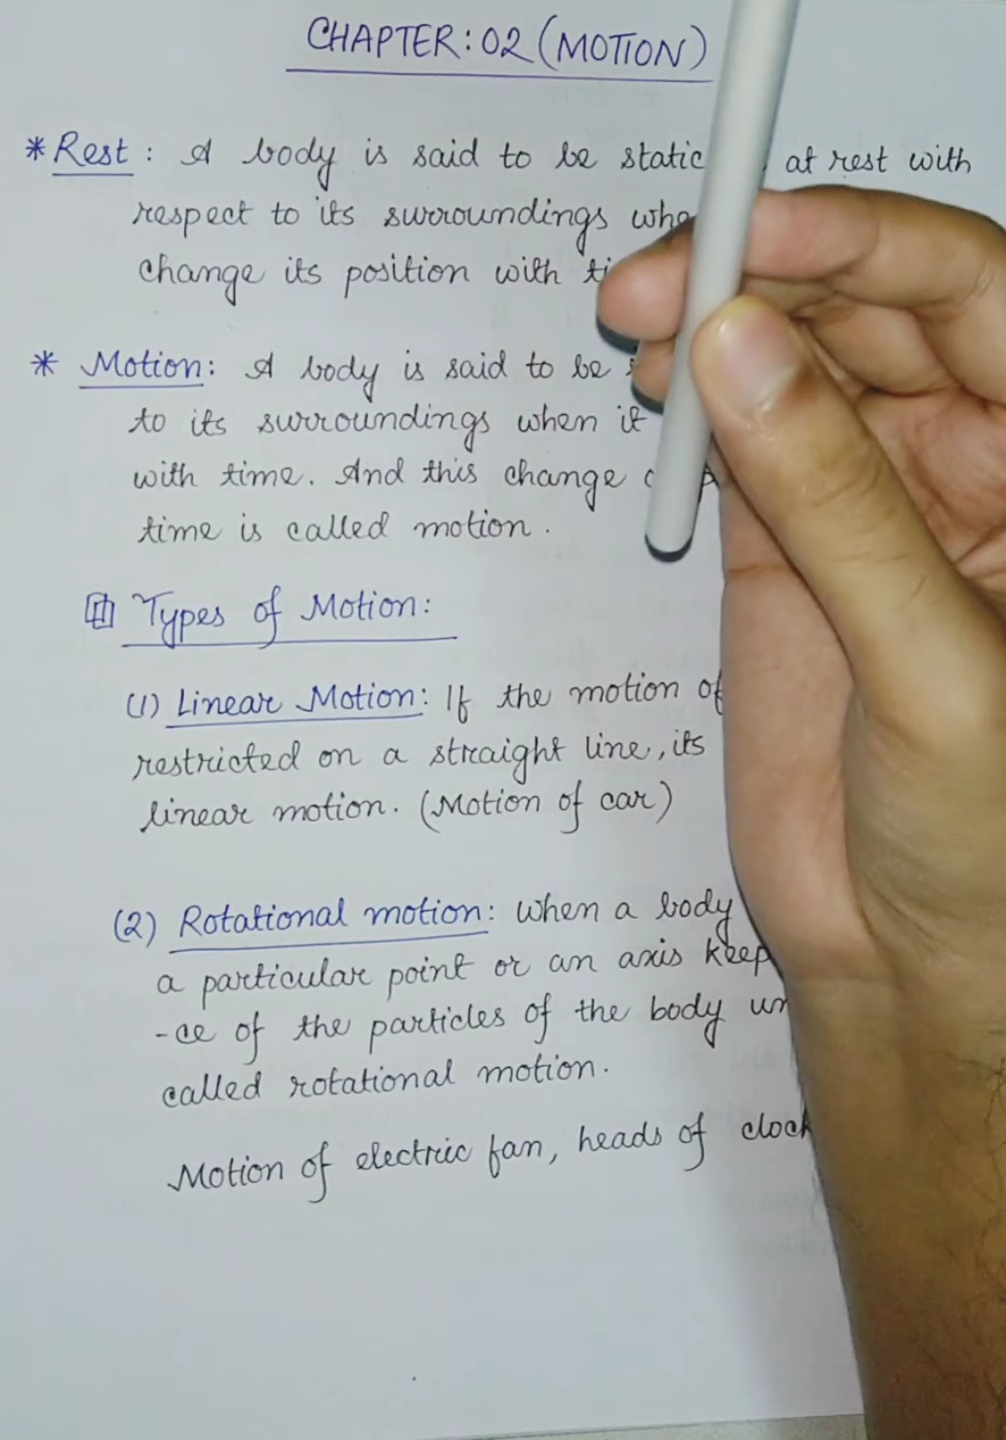 CHAPTER: 02 (MOTION)
* Rest : A body is said to be static at rest with
respect to its surroundings
change its position with
* Motion: A body is said to be
to its surroundings when it
with time. And this change
time is called motion.
Types of Motion:
(1) Linear Motion: If the motion of
restricted on a straight line, its
linear motion. (Motion of car)
(2) Rotational motion: when a body
a particular point or an axis keep
-ce of the particles of the body
called rotational motion.
Motion of electric fan, heads of clock